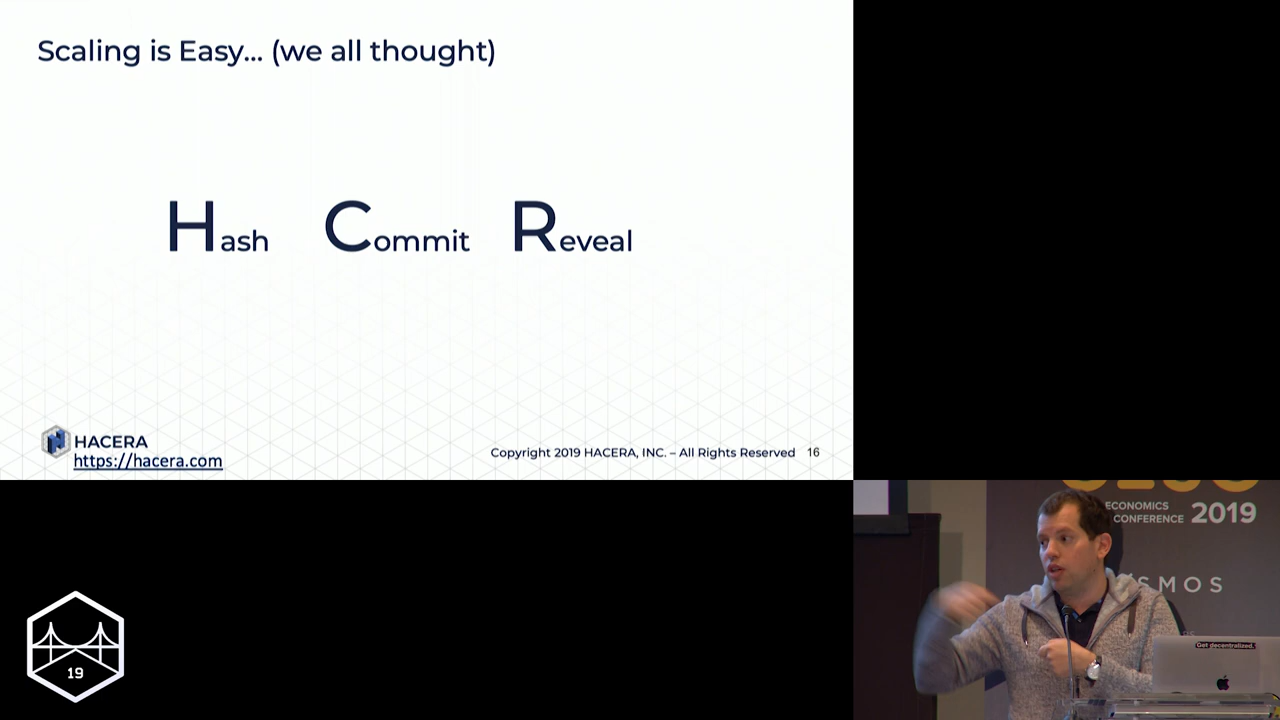 Scaling is Easy... (we all thought)
Hash Commit Reveal
HACERA
https://hacera.com
Copyright 2019 HACERA, INC. – All Rights Reserved 16
ECONOMICS
CONFERENCE 2019
SMOS
Get decentralized.
19